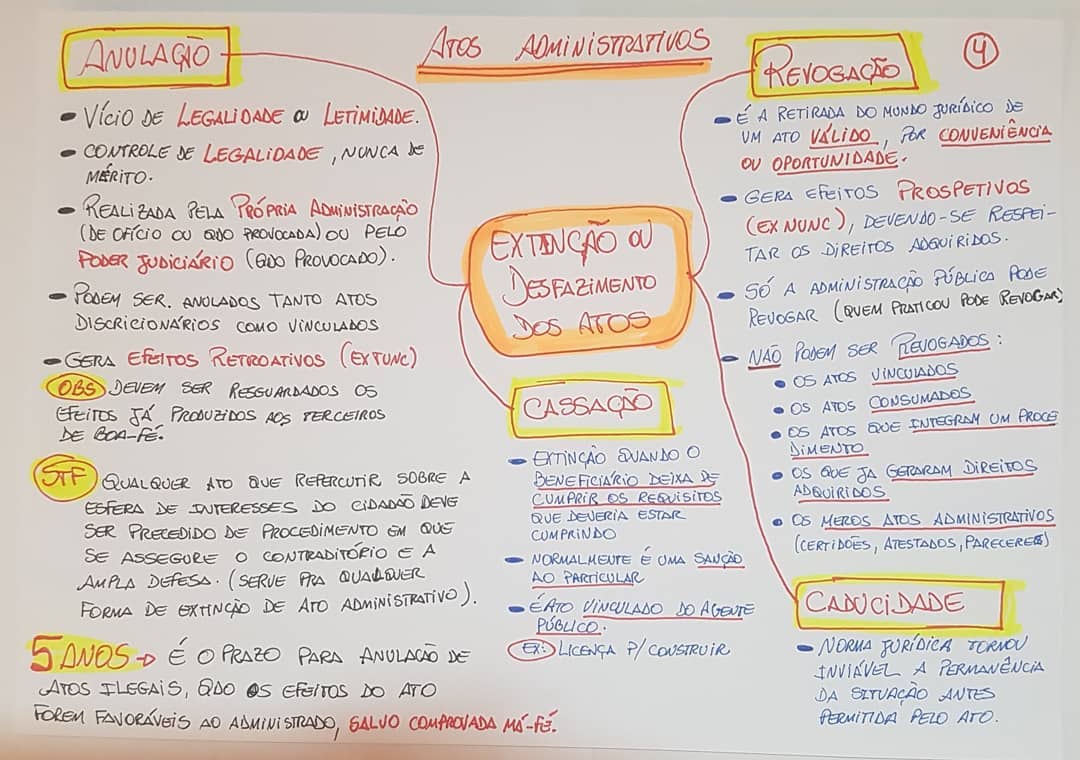 ATOS ADMINISTRATIVOS
4
EXTINÇÃO OU
DESFAZIMENTO
DOS ATOS
ANULAÇÃO
- VÍCIO DE LEGALIDADE OU LETIMIDADE.
- CONTROLE DE LEGALIDADE, NUNCA DE
MÉRITO.
- REALIZADA PELA PRÓPRIA ADMINISTRAÇÃO
(DE OFÍCIO OU QDO PROVOCADA) OU PELO
PODER JUDICIÁRIO (QDO PROVOCADO).
- PODEM SER. ANULADOS TANTO ATOS
DISCRICIONÁRIOS COMO VINCULADOS
- GERA EFEITOS RETROATIVOS (EX TUNC)
OBS DEVEM SER RESGUARDADOS OS
EFEITOS JÁ PRODUZIDOS AOS TERCEIROS
DE BOA-FÉ.
STF QUALQUER ATO QUE REPERCUTIR SOBRE A
ESFERA DE INTERESSES DO CIDADÃO DEVE
SER PRECEDIDO DE PROCEDIMENTO EM QUE
SE ASSEGURE O CONTRADITÓRIO E A
AMPLA DEFESA. (SERVE PRA QUALQUER
FORMA DE EXTINÇÃO DE ATO ADMINISTRATIVO).
5 ANOS → É O PRAZO PARA ANULAÇÃO DE
ATOS ILEGAIS, QDO OS EFEITOS DO ATO
FOREM FAVORÁVEIS AO ADMINISTRADO, SALVO COMPROVADA MÁ-FÉ.
CASSAÇÃO
- EXTINÇÃO QUANDO O
BENEFICIÁRIO DEIXA DE
CUMPRIR OS REQUISITOS
QUE DEVERIA ESTAR
CUMPRINDO
- NORMALMENTE É UMA SANÇÃO
AO PARTICULAR
- É ATO VINCULADO DO AGENTE
PÚBLICO.
EX: LICENÇA P/ CONSTRUIR
REVOGAÇÃO
- É A RETIRADA DO MUNDO JURÍDICO DE
UM ATO VÁLIDO, POR CONVENIÊNCIA
OU OPORTUNIDADE.
- GERA EFEITOS PROSPETIVOS
(EX NUNC), DEVENDO-SE RESPEI-
TAR OS DIREITOS ADQUIRIDOS.
- SÓ A ADMINISTRAÇÃO PÚBLICA PODE
REVOGAR (QUEM PRATICOU PODE REVOGAR)
- NÃO PODEM SER REVOGADOS:
• OS ATOS VINCULADOS
• OS ATOS CONSUMADOS
• OS ATOS QUE INTEGRAM UM PROCE
DIMENTO
• OS QUE JA GERARAM DIREITOS
ADQUIRIDOS
• OS MEROS ATOS ADMINISTRATIVOS
(CERTIDÕES, ATESTADOS, PARECERES)
CADUCIDADE
- NORMA JURÍDICA TORNOU
INVIÁVEL A PERMANÊNCIA
DA SITUAÇÃO ANTES
PERMITIDA PELO ATO.